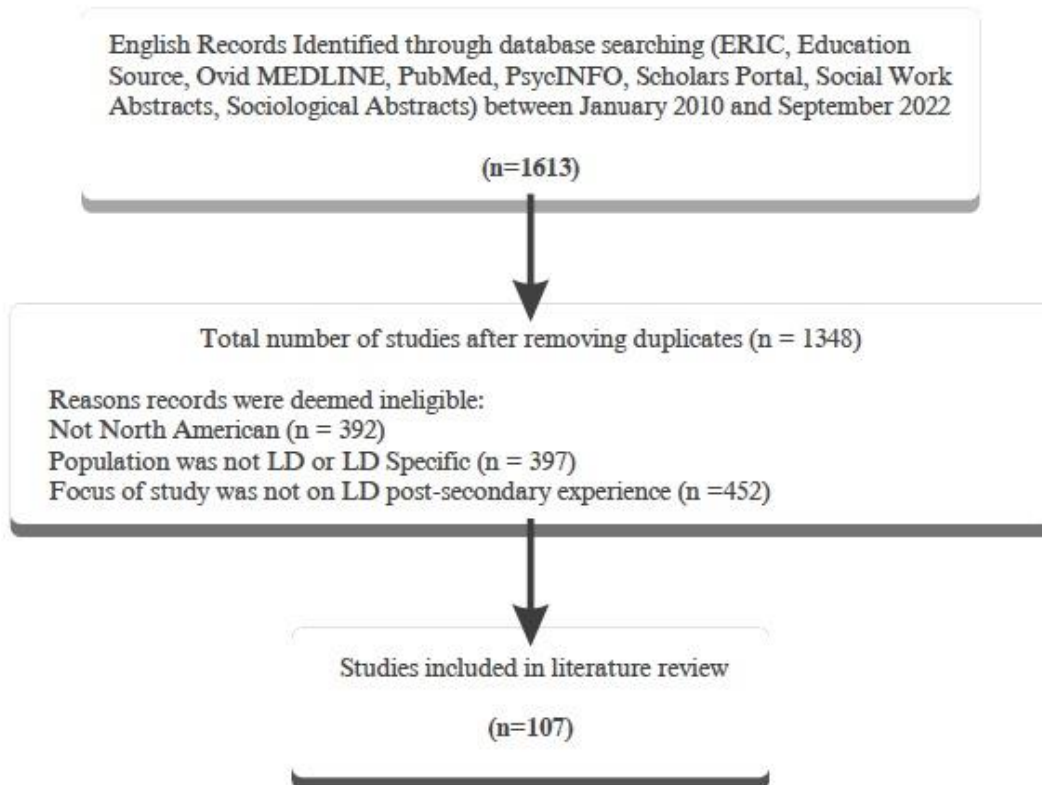 English Records Identified through database searching (ERIC, Education
Source, Ovid MEDLINE, PubMed, PsycINFO, Scholars Portal, Social Work
Abstracts, Sociological Abstracts) between January 2010 and September 2022
(n=1613)
Total number of studies after removing duplicates (n = 1348)
Reasons records were deemed ineligible:
Not North American (n = 392)
Population was not LD or LD Specific (n = 397)
Focus of study was not on LD post-secondary experience (n =452)
Studies included in literature review
(n=107)